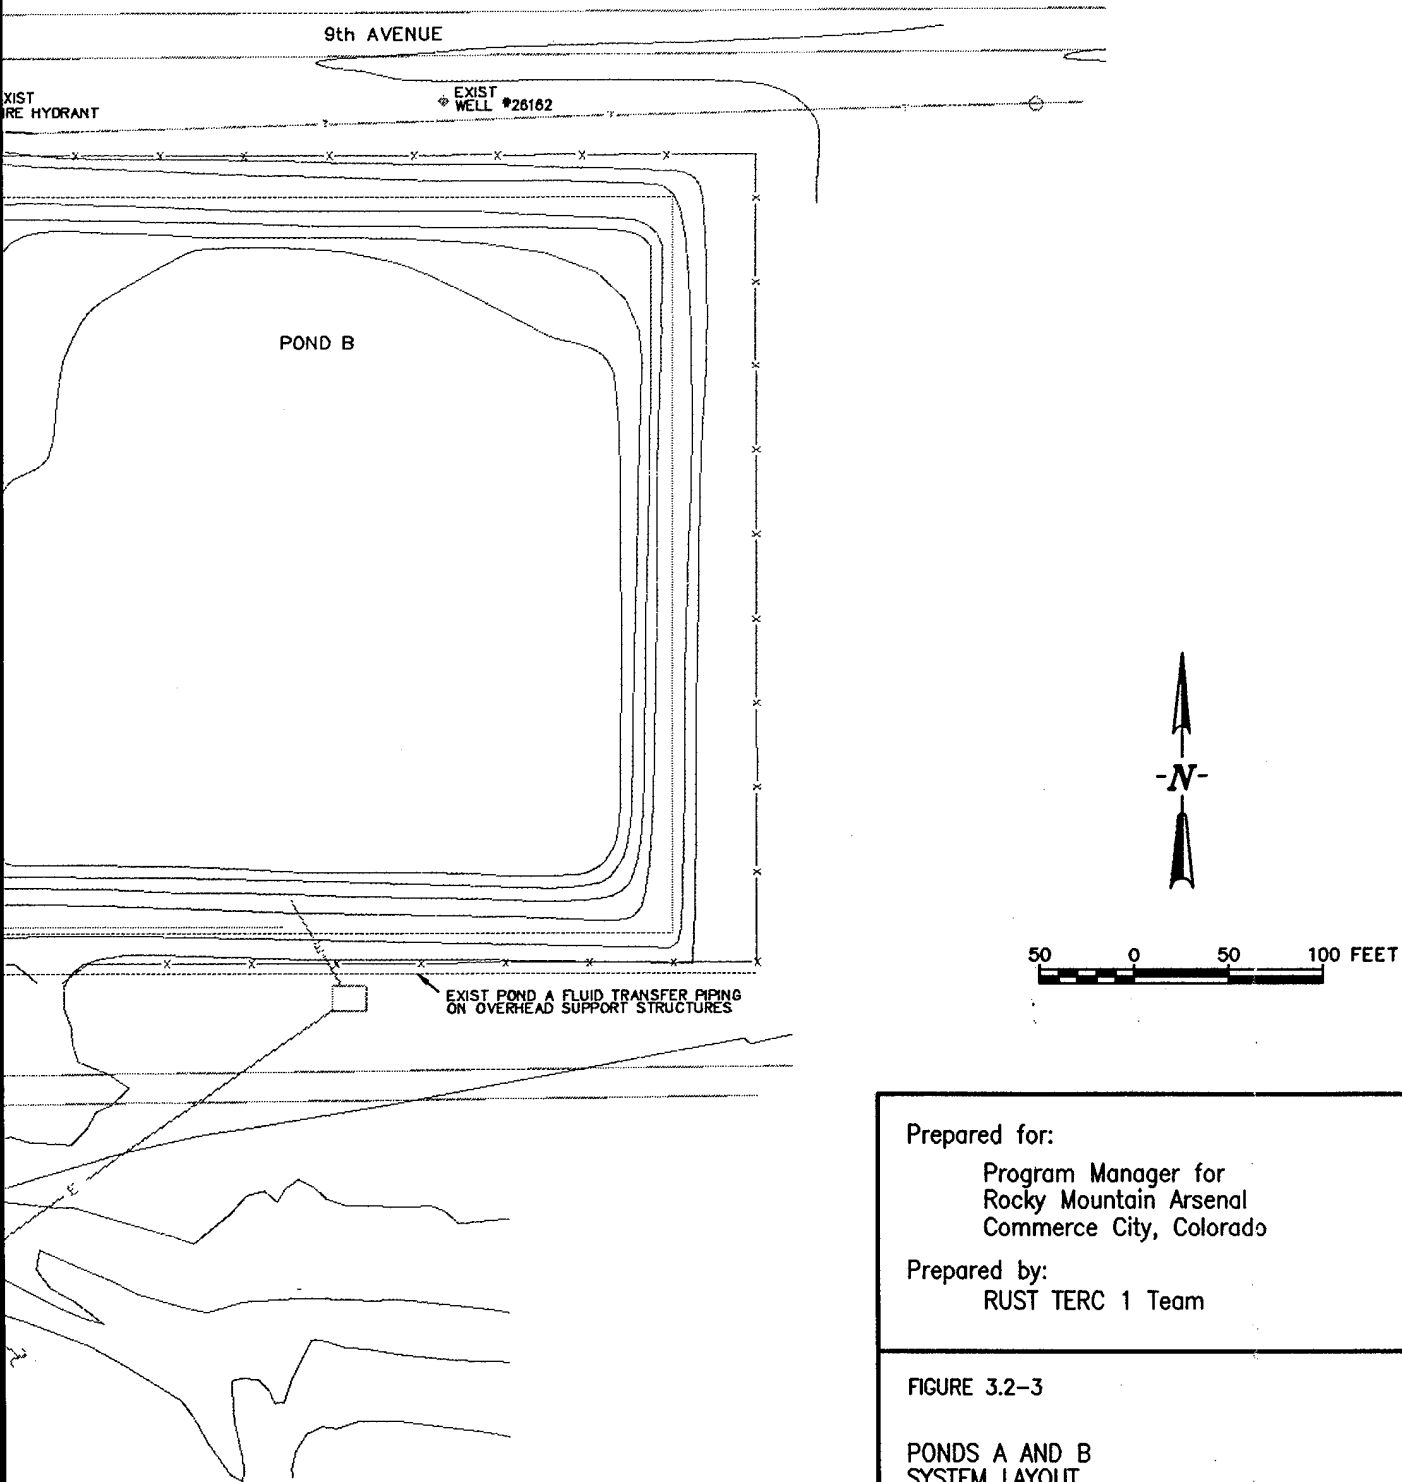 9th AVENUE
XIST
IRE HYDRANT
EXIST
WELL #26162
POND B
-N-
50 0 50 100 FEET
EXIST POND A FLUID TRANSFER PIPING
ON OVERHEAD SUPPORT STRUCTURES
Prepared for:
Program Manager for
Rocky Mountain Arsenal
Commerce City, Colorado
Prepared by:
RUST TERC 1 Team
FIGURE 3.2-3
PONDS A AND B
SYSTEM LAYOUT